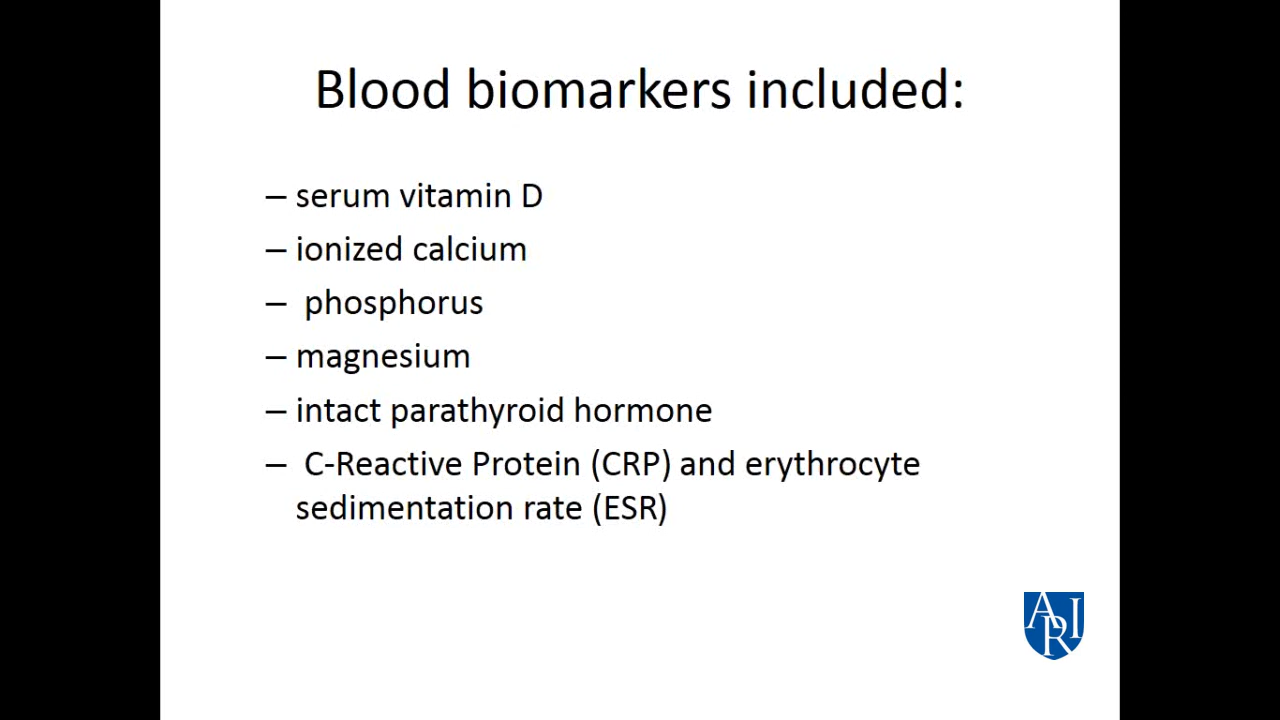 Blood biomarkers included:
– serum vitamin D
– ionized calcium
– phosphorus
– magnesium
– intact parathyroid hormone
– C-Reactive Protein (CRP) and erythrocyte
sedimentation rate (ESR)
ARI